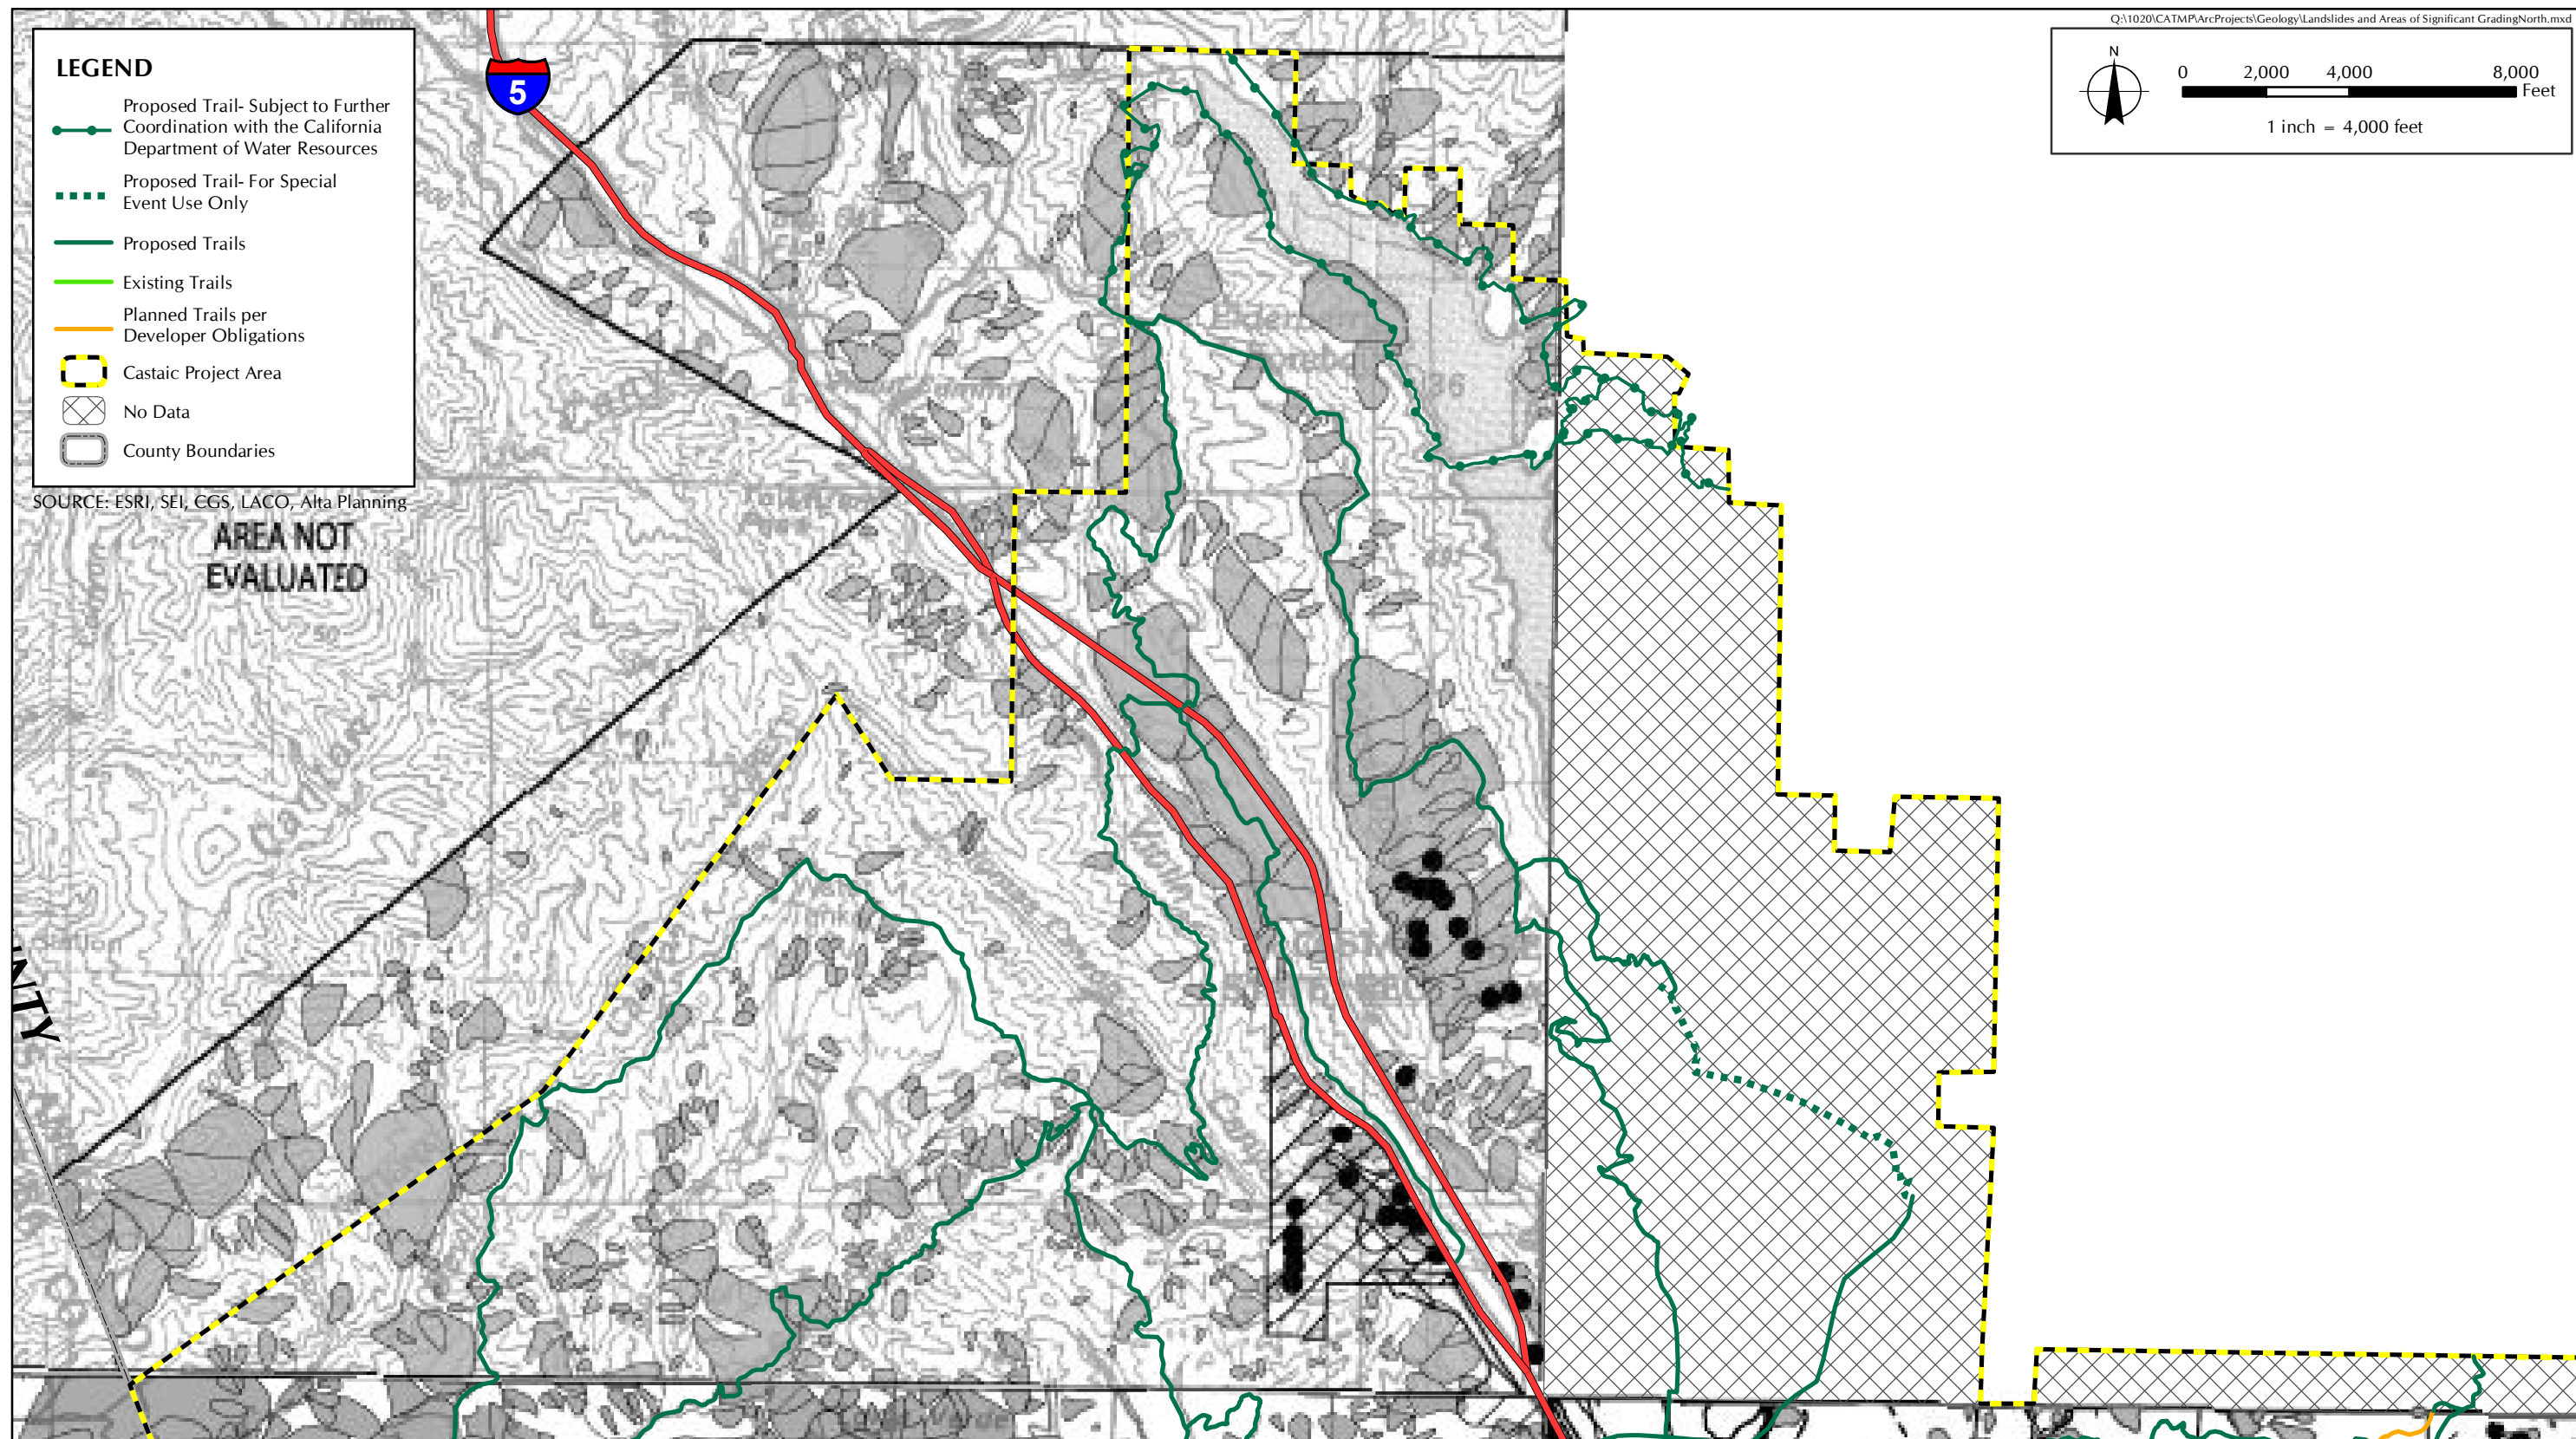 Q:\1020\CATMP\ArcProjects\Geology\Landslides and Areas of Significant GradingNorth.mxd
LEGEND
Proposed Trail- Subject to Further
Coordination with the California
Department of Water Resources
Proposed Trail- For Special
Event Use Only
Proposed Trails
Existing Trails
Planned Trails per
Developer Obligations
Castaic Project Area
No Data
County Boundaries
SOURCE: ESRI, SEI, CGS, LACO, Alta Planning
5
N
0 2,000 4,000 8,000
Feet
1 inch = 4,000 feet
AREA NOT
EVALUATED
NTY